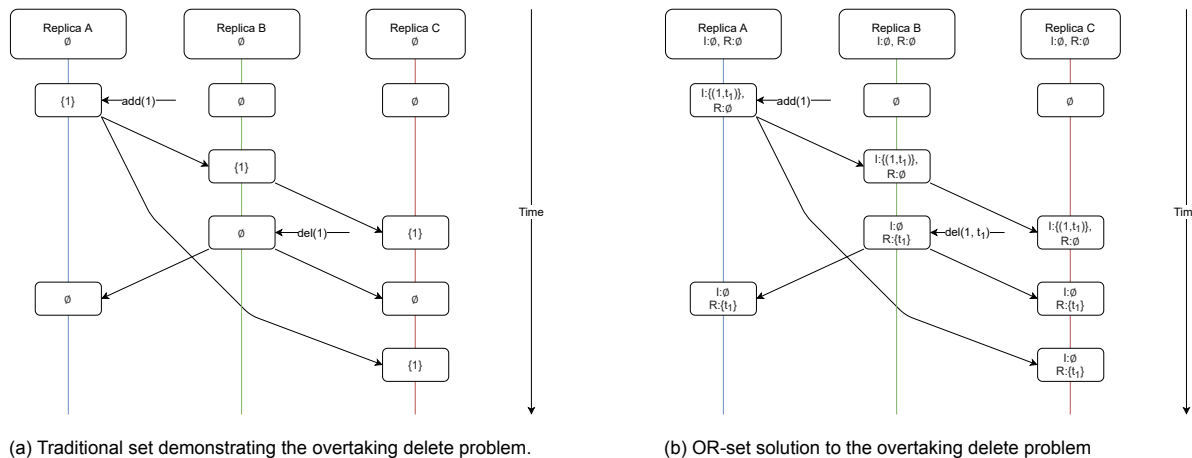 Replica A
∅
Replica B
∅
Replica C
∅
{1}
add(1)
∅
∅
{1}
∅
del(1)
{1}
∅
∅
{1}
Time
(a) Traditional set demonstrating the overtaking delete problem.
Replica A
I:∅, R:∅
Replica B
I:∅, R:∅
Replica C
I:∅, R:∅
I:{(1,t₁)},
R:∅
add(1)
∅
∅
I:{(1,t₁)},
R:∅
I:∅
R:{t₁}
del(1, t₁)
I:{(1,t₁)},
R:∅
I:∅
R:{t₁}
I:∅
R:{t₁}
I:∅
R:{t₁}
Tim
(b) OR-set solution to the overtaking delete problem